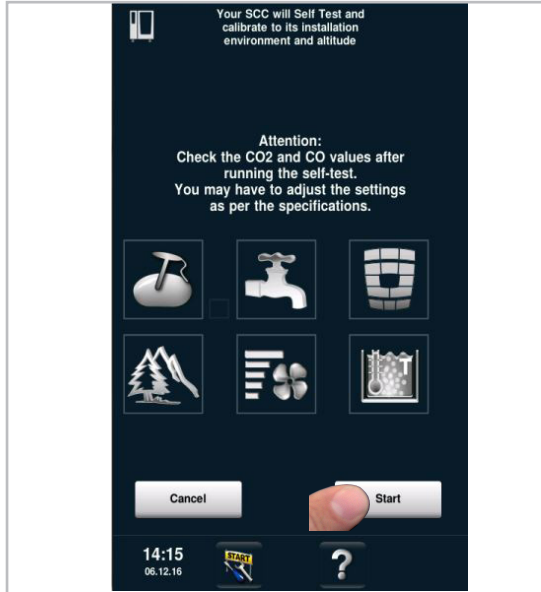 Your SCC will Self Test and
calibrate to its installation
environment and altitude
Attention:
Check the CO2 and CO values after
running the self-test.
You may have to adjust the settings
as per the specifications.
T
Cancel
Start
14:15
START
?
06.12.16